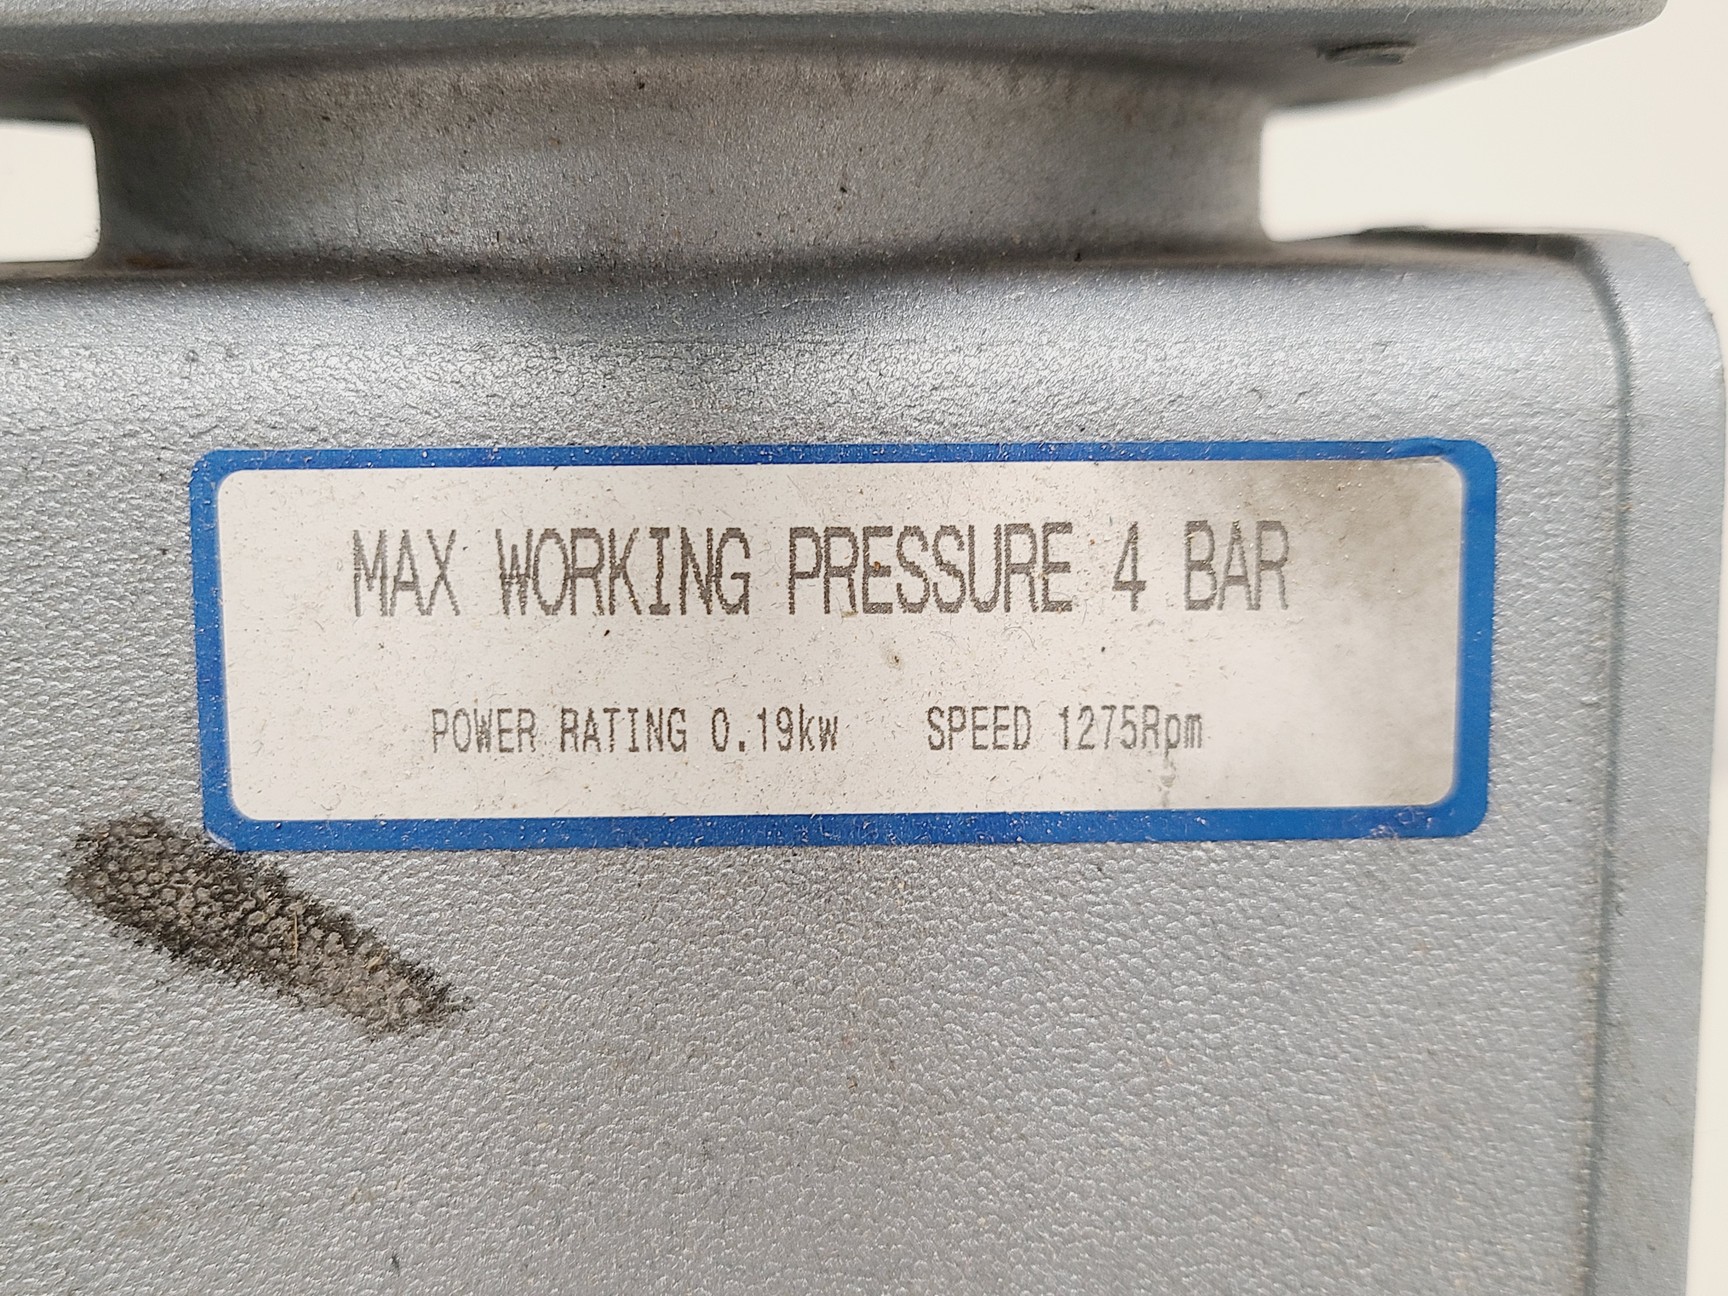 MAX WORKING PRESSURE 4 BAR
POWER RATING 0.19kw SPEED 1275Rpm